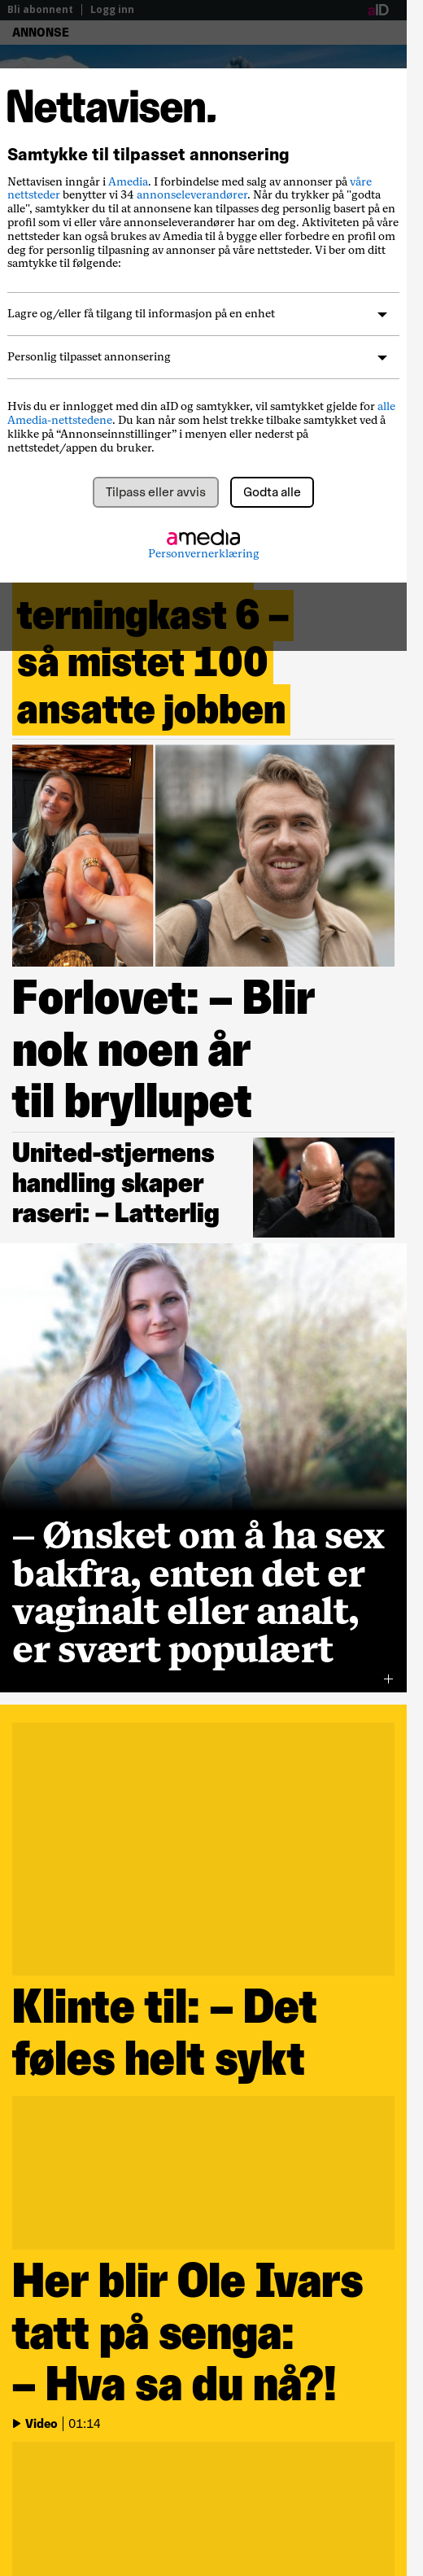 Bli abonnent
Logg inn
aID
ANNONSE
Nettavisen.
Samtykke til tilpasset annonsering
Nettavisen inngår i Amedia. I forbindelse med salg av annonser på våre
nettsteder benytter vi 34 annonseleverandører. Når du trykker på "godta
alle", samtykker du til at annonsene kan tilpasses deg personlig basert på en
profil som vi eller våre annonseleverandører har om deg. Aktiviteten på våre
nettsteder kan også brukes av Amedia til å bygge eller forbedre en profil om
deg for personlig tilpasning av annonser på våre nettsteder. Vi ber om ditt
samtykke til følgende:
Lagre og/eller få tilgang til informasjon på en enhet
Personlig tilpasset annonsering
Hvis du er innlogget med din aID og samtykker, vil samtykket gjelde for alle
Amedia-nettstedene. Du kan når som helst trekke tilbake samtykket ved å
klikke på “Annonseinnstillinger” i menyen eller nederst på
nettstedet/appen du bruker.
Tilpass eller avvis
Godta alle
amedia
Personvernerklæring
terningkast 6 –
så mistet 100
ansatte jobben
Forlovet: – Blir
nok noen år
til bryllupet
United-stjernens
handling skaper
raseri: – Latterlig
– Ønsket om å ha sex
bakfra, enten det er
vaginalt eller analt,
er svært populært
+
Klinte til: – Det
føles helt sykt
Her blir Ole Ivars
tatt på senga:
– Hva sa du nå?!
Video | 01:14